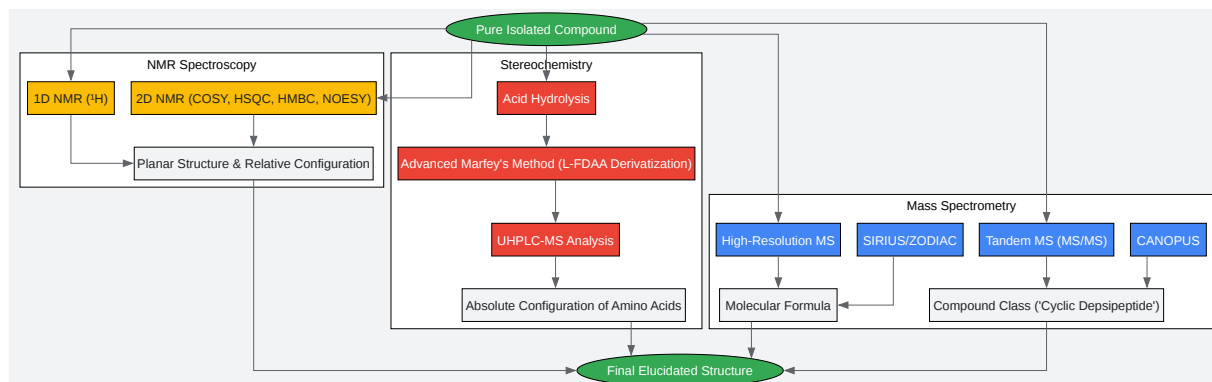 Pure Isolated Compound
NMR Spectroscopy
1D NMR (¹H)
2D NMR (COSY, HSQC, HMBC, NOESY)
Planar Structure & Relative Configuration
Stereochemistry
Acid Hydrolysis
Advanced Marfey's Method (L-FDAA Derivatization)
UHPLC-MS Analysis
Absolute Configuration of Amino Acids
Mass Spectrometry
High-Resolution MS
SIRIUS/ZODIAC
Tandem MS (MS/MS)
CANOPUS
Molecular Formula
Compound Class ('Cyclic Depsipeptide')
Final Elucidated Structure